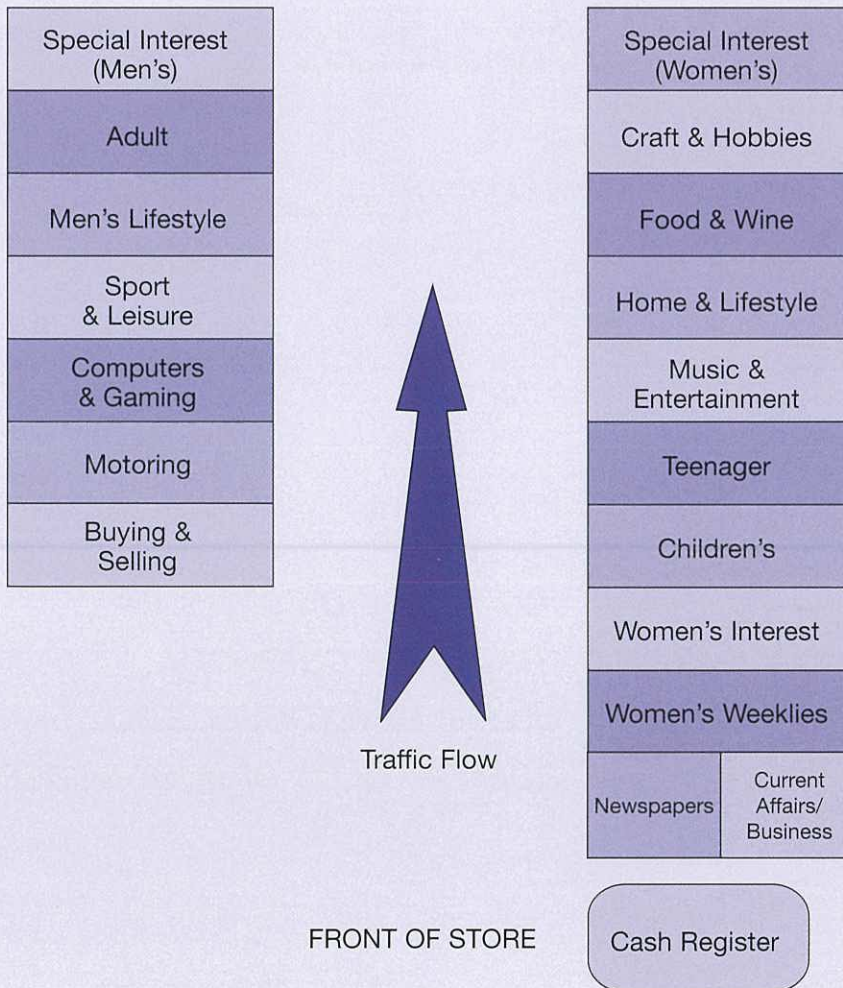 Special Interest
(Men's)
Adult
Men's Lifestyle
Sport
& Leisure
Computers
& Gaming
Motoring
Buying &
Selling
Traffic Flow
Special Interest
(Women's)
Craft & Hobbies
Food & Wine
Home & Lifestyle
Music &
Entertainment
Teenager
Children's
Women's Interest
Women's Weeklies
Newspapers
Current
Affairs/
Business
FRONT OF STORE
Cash Register